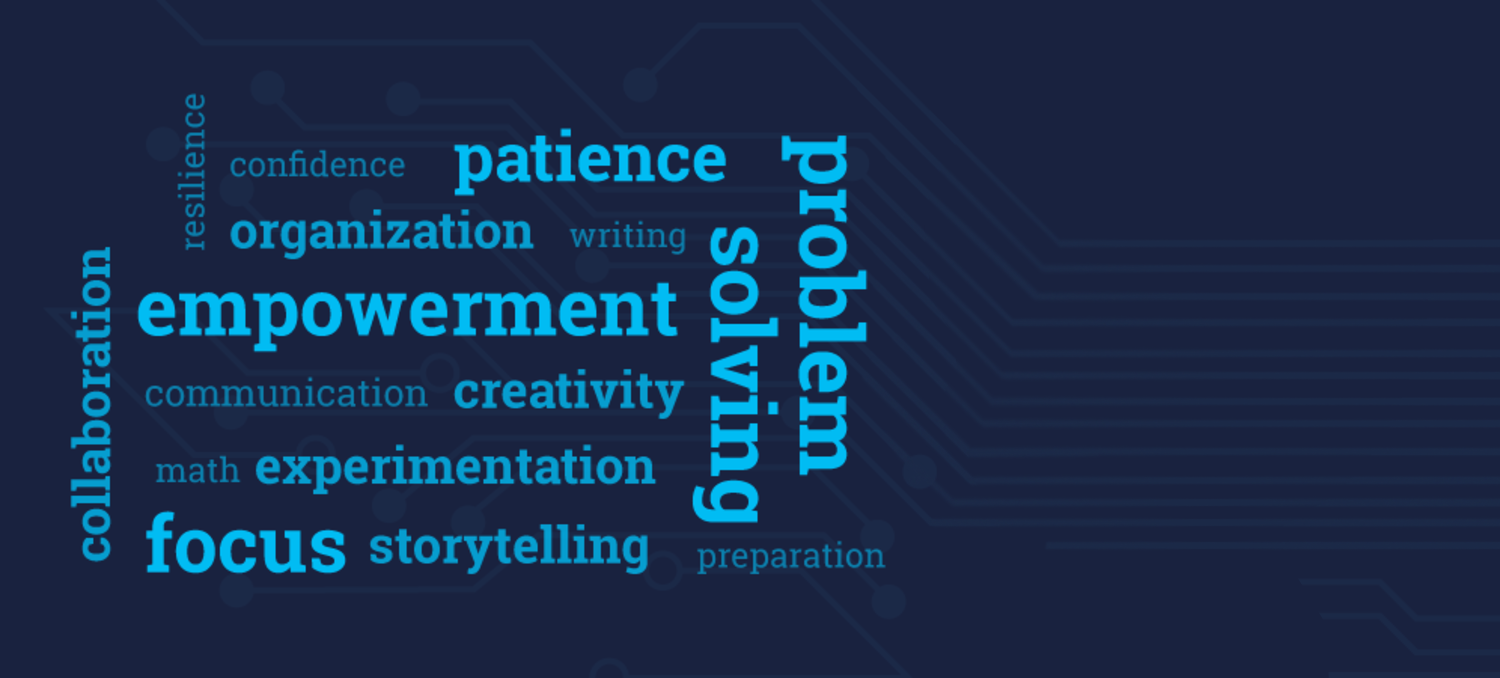 resilience
confidence
patience
problem
organization
writing
solving
collaboration
empowerment
communication
creativity
math
experimentation
focus
storytelling
preparation